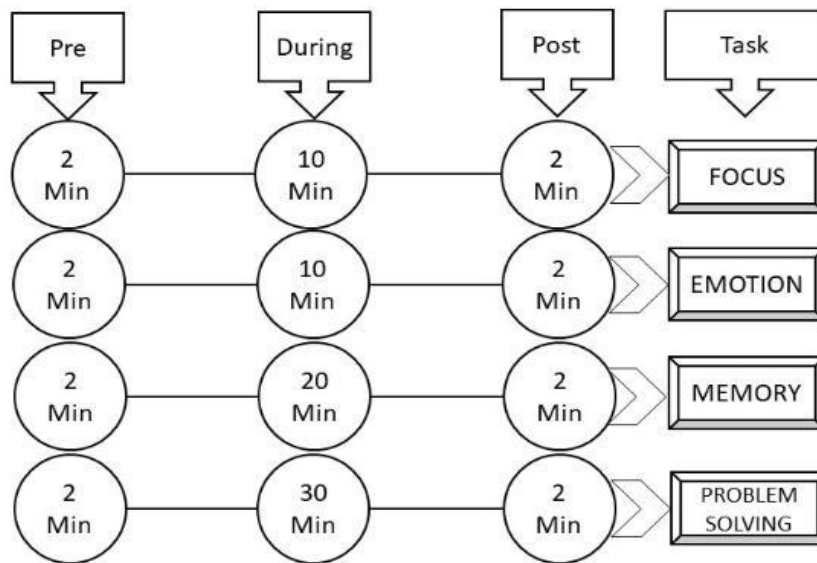 Pre During Post Task
2 Min 10 Min 2 Min FOCUS
2 Min 10 Min 2 Min EMOTION
2 Min 20 Min 2 Min MEMORY
2 Min 30 Min 2 Min PROBLEM SOLVING